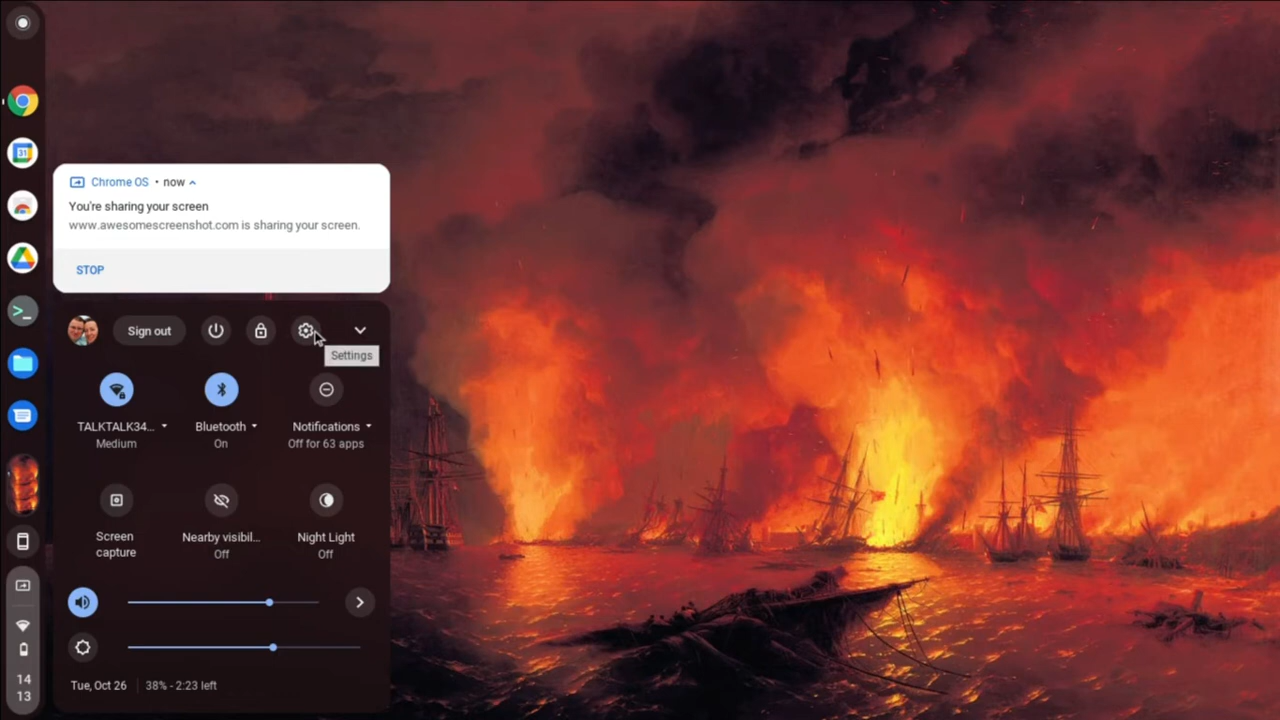 Chrome OS • now
You're sharing your screen
www.awesomescreenshot.com is sharing your screen.
STOP
Sign out
Settings
TALKTALK34...
Medium
Bluetooth
On
Notifications
Off for 63 apps
Screen
capture
Nearby visibil...
Off
Night Light
Off
Tue, Oct 26
38% - 2:23 left
31
14
13